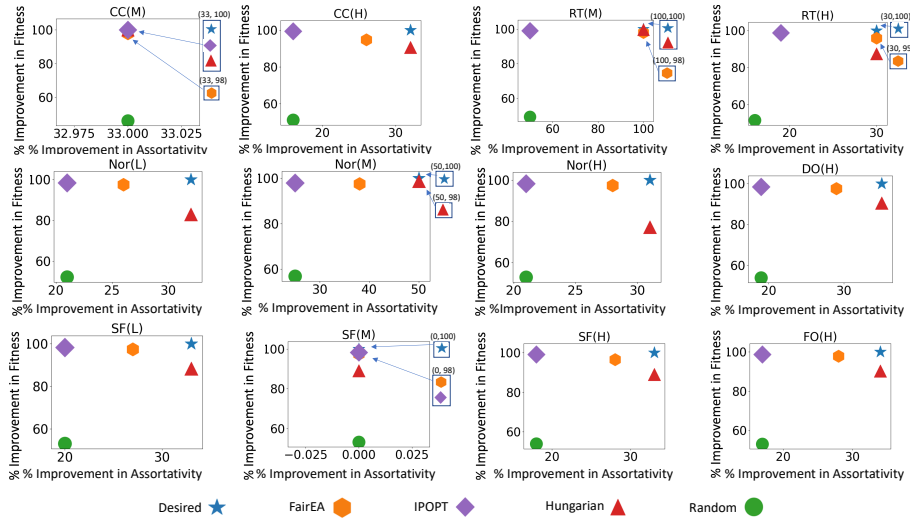 CC(M)
CC(H)
RT(M)
RT(H)
% Improvement in Fitness
100
80
60
(33, 100)
(33, 98)
32.975 33.000 33.025
% % Improvement in Assortativity
% Improvement in Fitness
100
80
60
20 30
% Improvement in Assortativity
% Improvement in Fitness
100
80
60
(100,100)
(100, 98)
60 80 100
% Improvement in Assortativity
% Improvement in Fitness
100
80
60
(30,100)
20 30
% Improvement in Assortativity
Nor(L)
Nor(M)
Nor(H)
DO(H)
% Improvement in Fitness
100
80
60
20 25 30
% Improvement in Assortativity
% Improvement in Fitness
100
80
60
(50,100)
(50, 98)
30 40 50
% Improvement in Assortativity
% Improvement in Fitness
100
80
60
20 25 30
% Improvement in Assortativity
% Improvement in Fitness
100
80
60
20 30
% Improvement in Assortativity
SF(L)
SF(M)
SF(H)
FO(H)
% Improvement in Fitness
100
80
60
20 25 30
% % Improvement in Assortativity
% Improvement in Fitness
100
80
60
(0,100)
(0, 98)
−0.025 0.000 0.025
% % Improvement in Assortativity
% Improvement in Fitness
100
80
60
20 30
% % Improvement in Assortativity
% Improvement in Fitness
100
80
60
20 30
% % Improvement in Assortativity
Desired FairEA IPOPT Hungarian Random